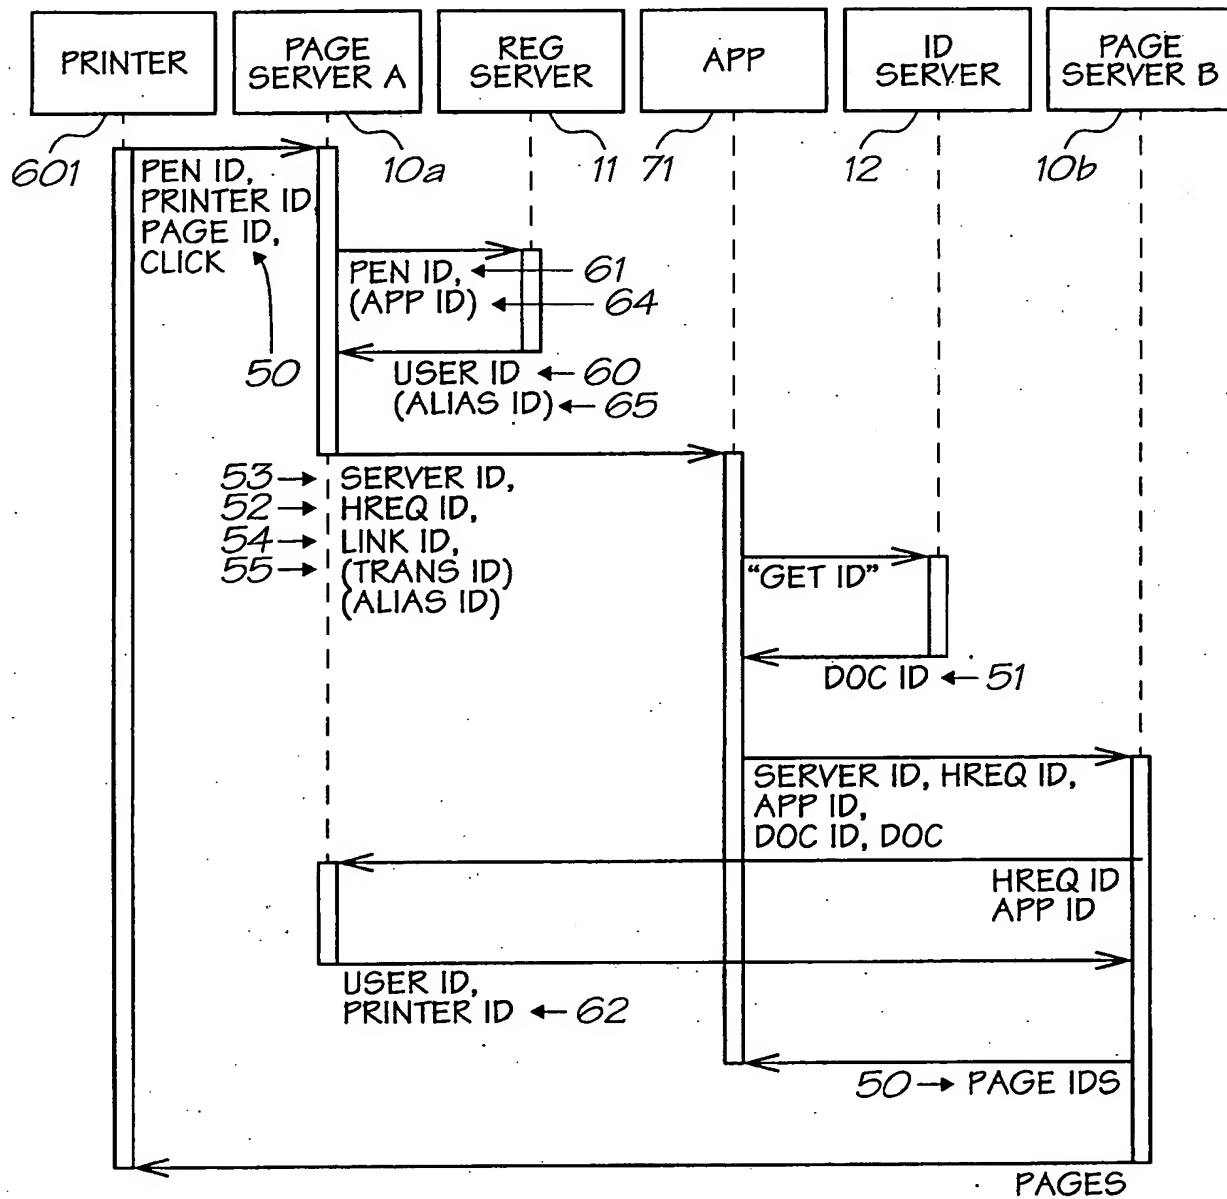 PRINTER
PAGE
SERVER A
REG
SERVER
APP
ID
SERVER
PAGE
SERVER B
601
10a
11
71
12
10b
PEN ID,
PRINTER ID,
PAGE ID,
CLICK
50
PEN ID, 61
(APP ID) 64
USER ID 60
(ALIAS ID) 65
53 SERVER ID,
52 HREQ ID,
54 LINK ID,
55 (TRANS ID)
(ALIAS ID)
“GET ID”
DOC ID 51
SERVER ID, HREQ ID,
APP ID,
DOC ID, DOC
HREQ ID
APP ID
USER ID,
PRINTER ID 62
50 PAGE IDS
PAGES